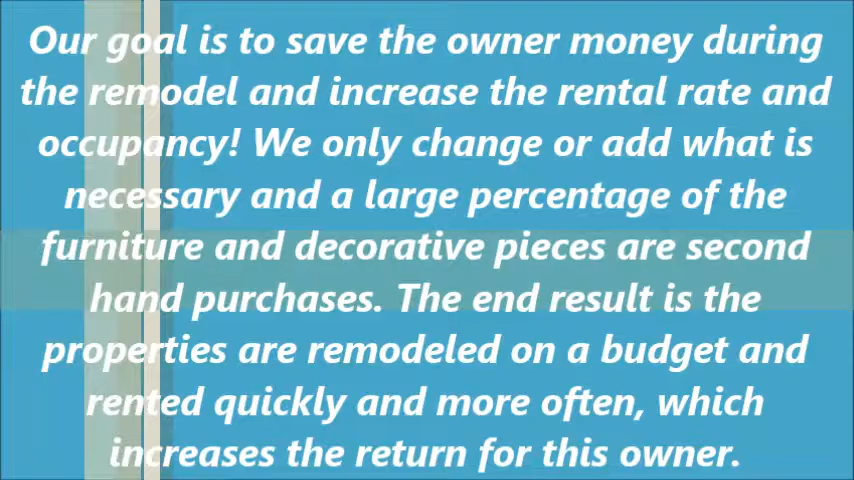 Our goal is to save the owner money during
the remodel and increase the rental rate and
occupancy! We only change or add what is
necessary and a large percentage of the
furniture and decorative pieces are second
hand purchases. The end result is the
properties are remodeled on a budget and
rented quickly and more often, which
increases the return for this owner.